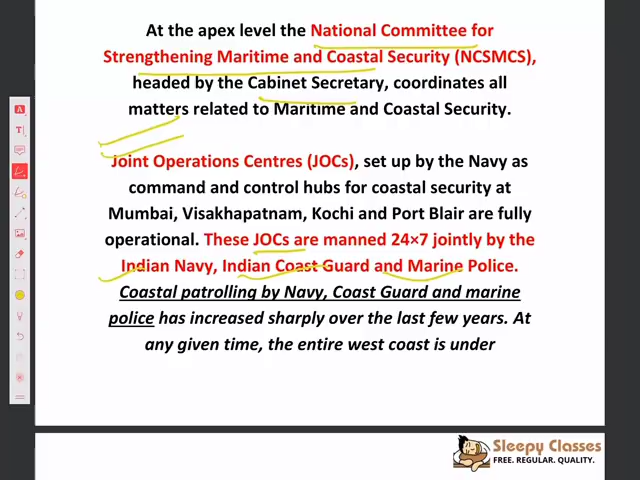 At the apex level the National Committee for
Strengthening Maritime and Coastal Security (NCSMCS),
headed by the Cabinet Secretary, coordinates all
matters related to Maritime and Coastal Security.
Joint Operations Centres (JOCs), set up by the Navy as
command and control hubs for coastal security at
Mumbai, Visakhapatnam, Kochi and Port Blair are fully
operational. These JOCs are manned 24×7 jointly by the
Indian Navy, Indian Coast Guard and Marine Police.
Coastal patrolling by Navy, Coast Guard and marine
police has increased sharply over the last few years. At
any given time, the entire west coast is under
Sleepy Classes
FREE. REGULAR. QUALITY.